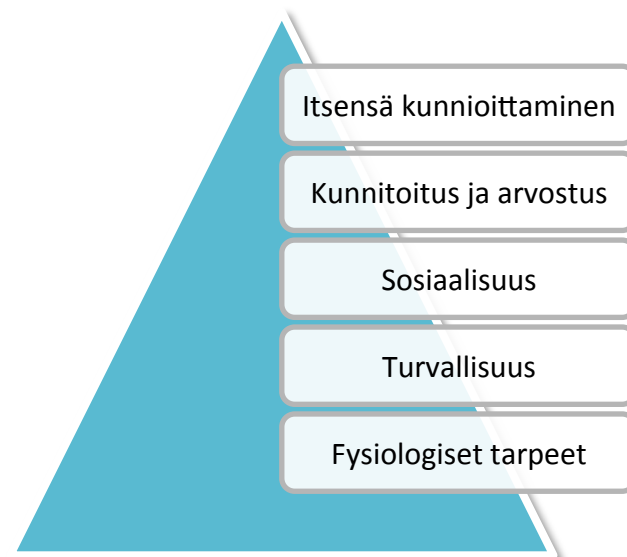 Itsensä kunnioittaminen
Kunnitoitus ja arvostus
Sosiaalisuus
Turvallisuus
Fysiologiset tarpeet